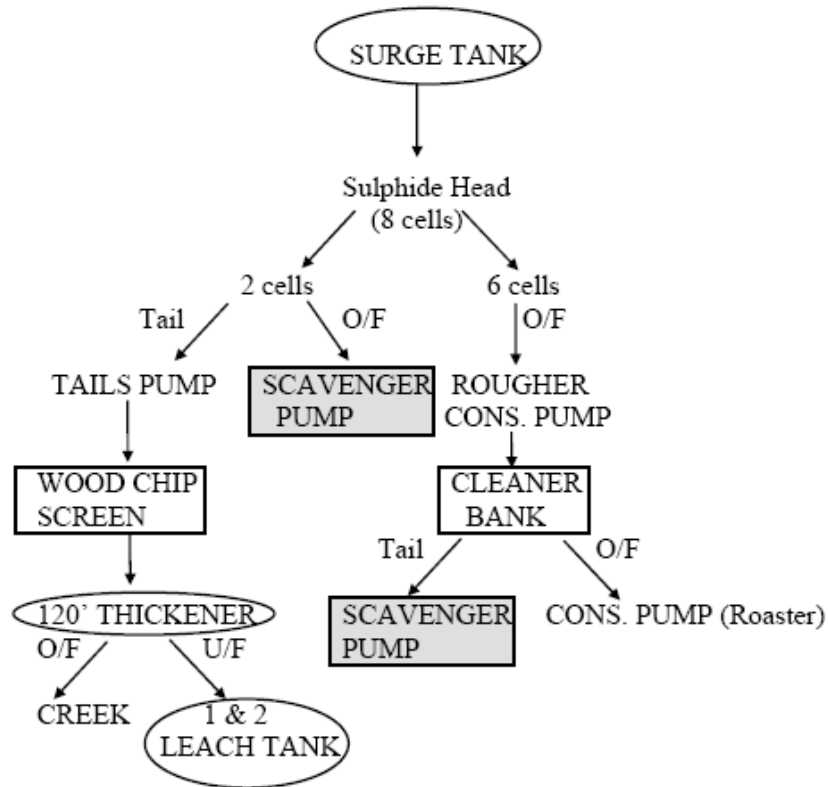 SURGE TANK
Sulphide Head
(8 cells)
2 cells
6 cells
Tail
O/F
O/F
TAILS PUMP
SCAVENGER
PUMP
ROUGHER
CONS. PUMP
WOOD CHIP
SCREEN
CLEANER
BANK
Tail
O/F
120’ THICKENER
SCAVENGER
PUMP
CONS. PUMP (Roaster)
O/F
U/F
CREEK
1 & 2
LEACH TANK